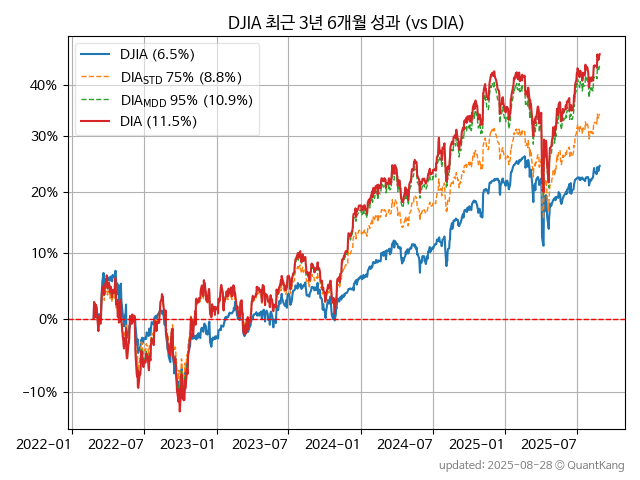 DJIA 최근 3년 6개월 성과 (vs DIA)
DJIA (6.5%)
DIA_STD 75% (8.8%)
DIA_MDD 95% (10.9%)
DIA (11.5%)
40%
30%
20%
10%
0%
−10%
2022−01
2022−07
2023−01
2023−07
2024−01
2024−07
2025−01
2025−07
updated: 2025-08-28 © QuantKang